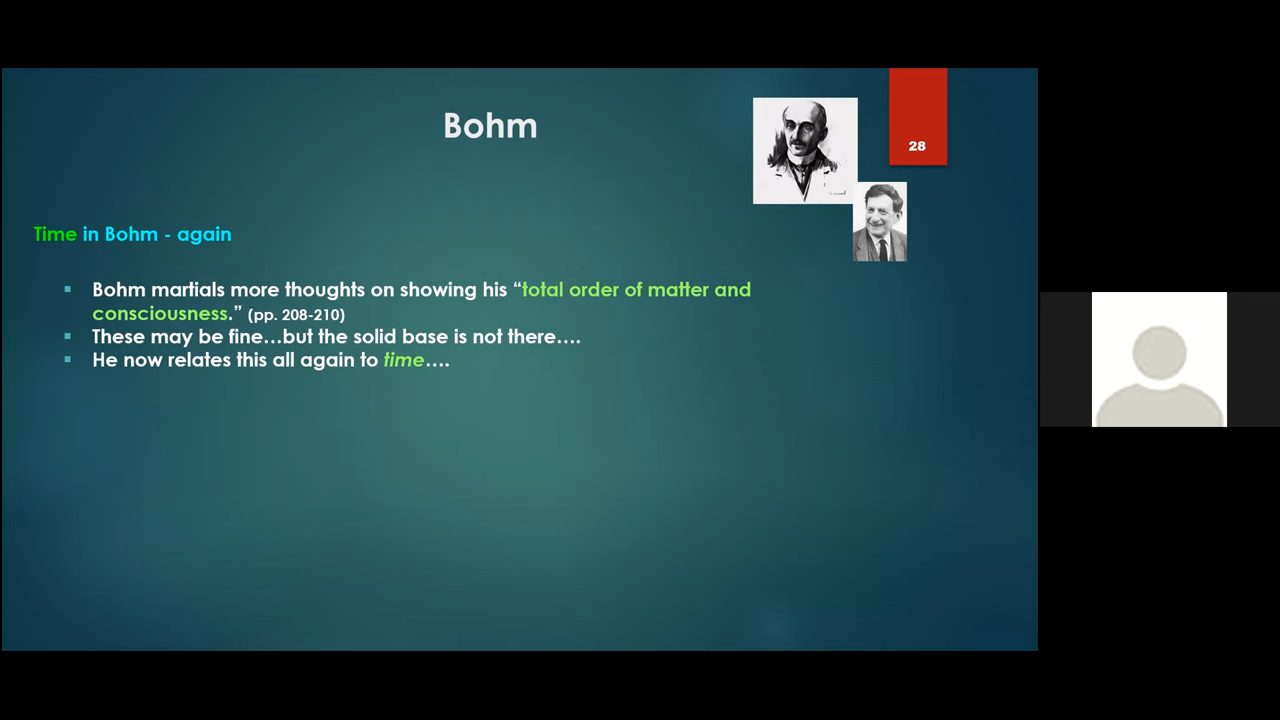 Bohm
28
Time in Bohm - again
Bohm martials more thoughts on showing his “total order of matter and
consciousness.” (pp. 208-210)
These may be fine…but the solid base is not there….
He now relates this all again to time….